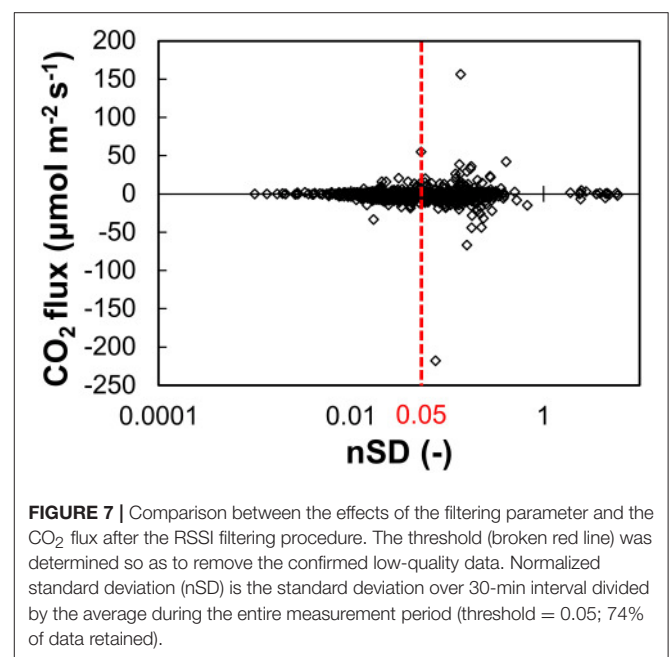 200
150
100
50
0
-50
-100
-150
-200
-250
CO₂ flux (µmol m⁻² s⁻¹)
0.0001 0.01 0.05 1
nSD (-)
FIGURE 7 | Comparison between the effects of the filtering parameter and the
CO₂ flux after the RSSI filtering procedure. The threshold (broken red line) was
determined so as to remove the confirmed low-quality data. Normalized
standard deviation (nSD) is the standard deviation over 30-min interval divided
by the average during the entire measurement period (threshold = 0.05; 74%
of data retained).